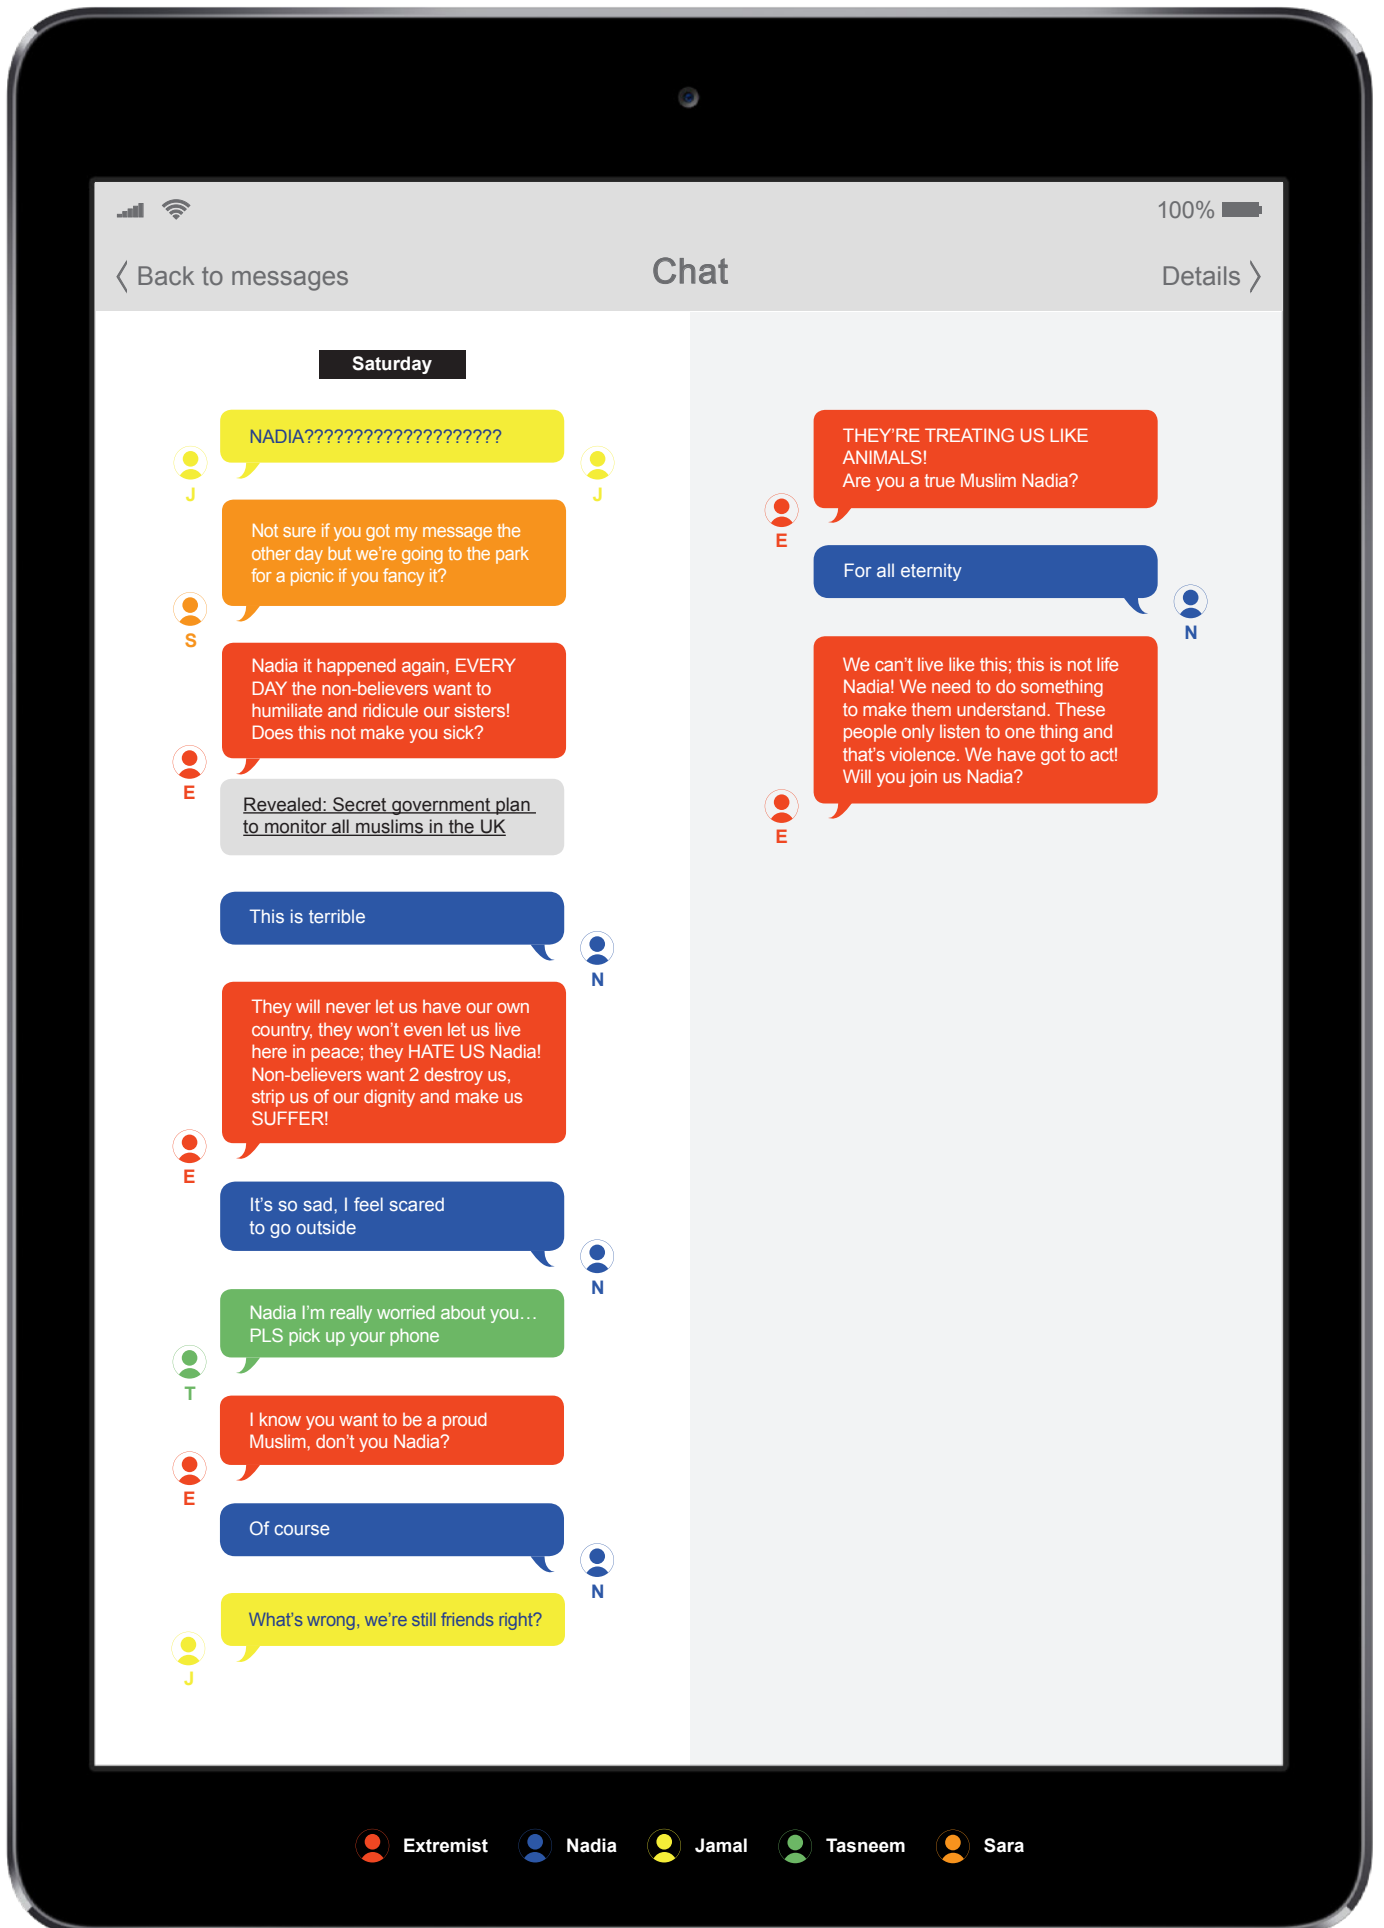 100%
Back to messages
Chat
Details
Saturday
NADIA????????????????????
J
J
Not sure if you got my message the
other day but we're going to the park
for a picnic if you fancy it?
S
Nadia it happened again, EVERY
DAY the non-believers want to
humiliate and ridicule our sisters!
Does this not make you sick?
E
Revealed: Secret government plan
to monitor all muslims in the UK
This is terrible
N
They will never let us have our own
country, they won't even let us live
here in peace; they HATE US Nadia!
Non-believers want 2 destroy us,
strip us of our dignity and make us
SUFFER!
E
It's so sad, I feel scared
to go outside
N
Nadia I'm really worried about you…
PLS pick up your phone
T
I know you want to be a proud
Muslim, don't you Nadia?
E
Of course
N
What's wrong, we're still friends right?
J
THEY'RE TREATING US LIKE
ANIMALS!
Are you a true Muslim Nadia?
E
For all eternity
N
We can't live like this; this is not life
Nadia! We need to do something
to make them understand. These
people only listen to one thing and
that's violence. We have got to act!
Will you join us Nadia?
E
Extremist
Nadia
Jamal
Tasneem
Sara